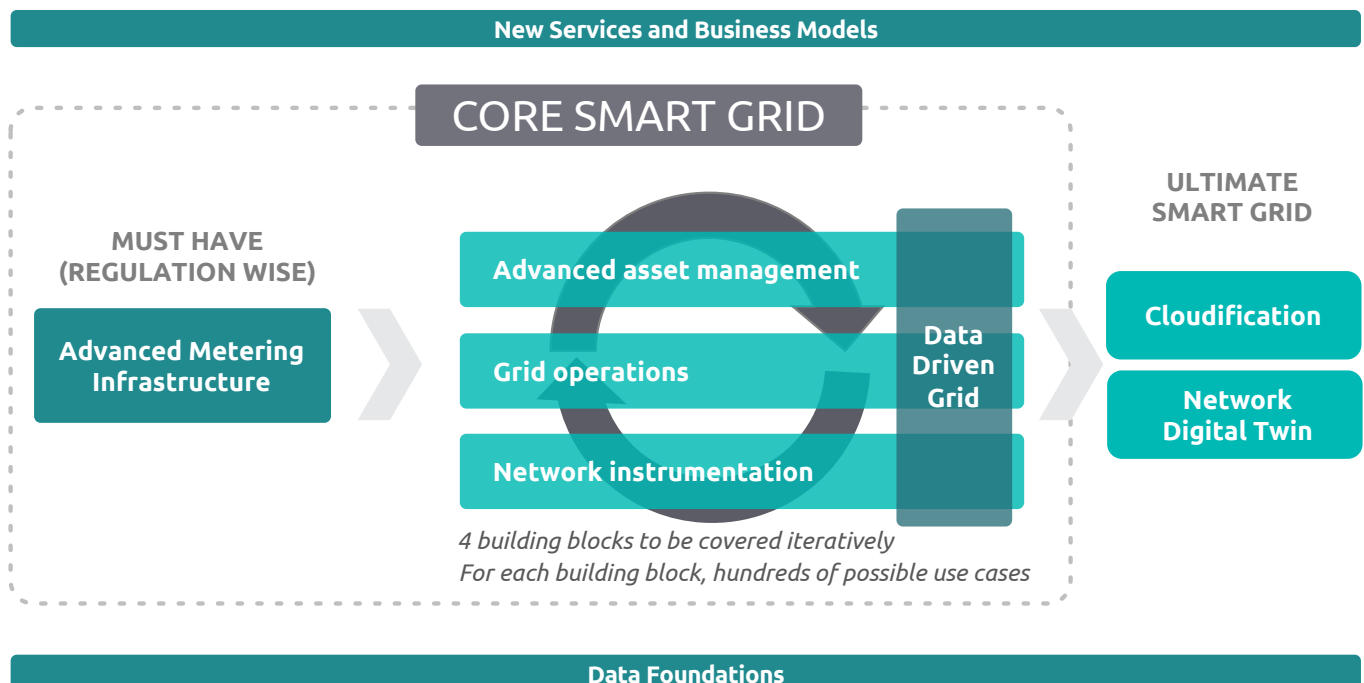 New Services and Business Models
CORE SMART GRID
MUST HAVE
(REGULATION WISE)
Advanced Metering
Infrastructure
Advanced asset management
Grid operations
Network instrumentation
Data
Driven
Grid
4 building blocks to be covered iteratively
For each building block, hundreds of possible use cases
ULTIMATE
SMART GRID
Cloudification
Network
Digital Twin
Data Foundations